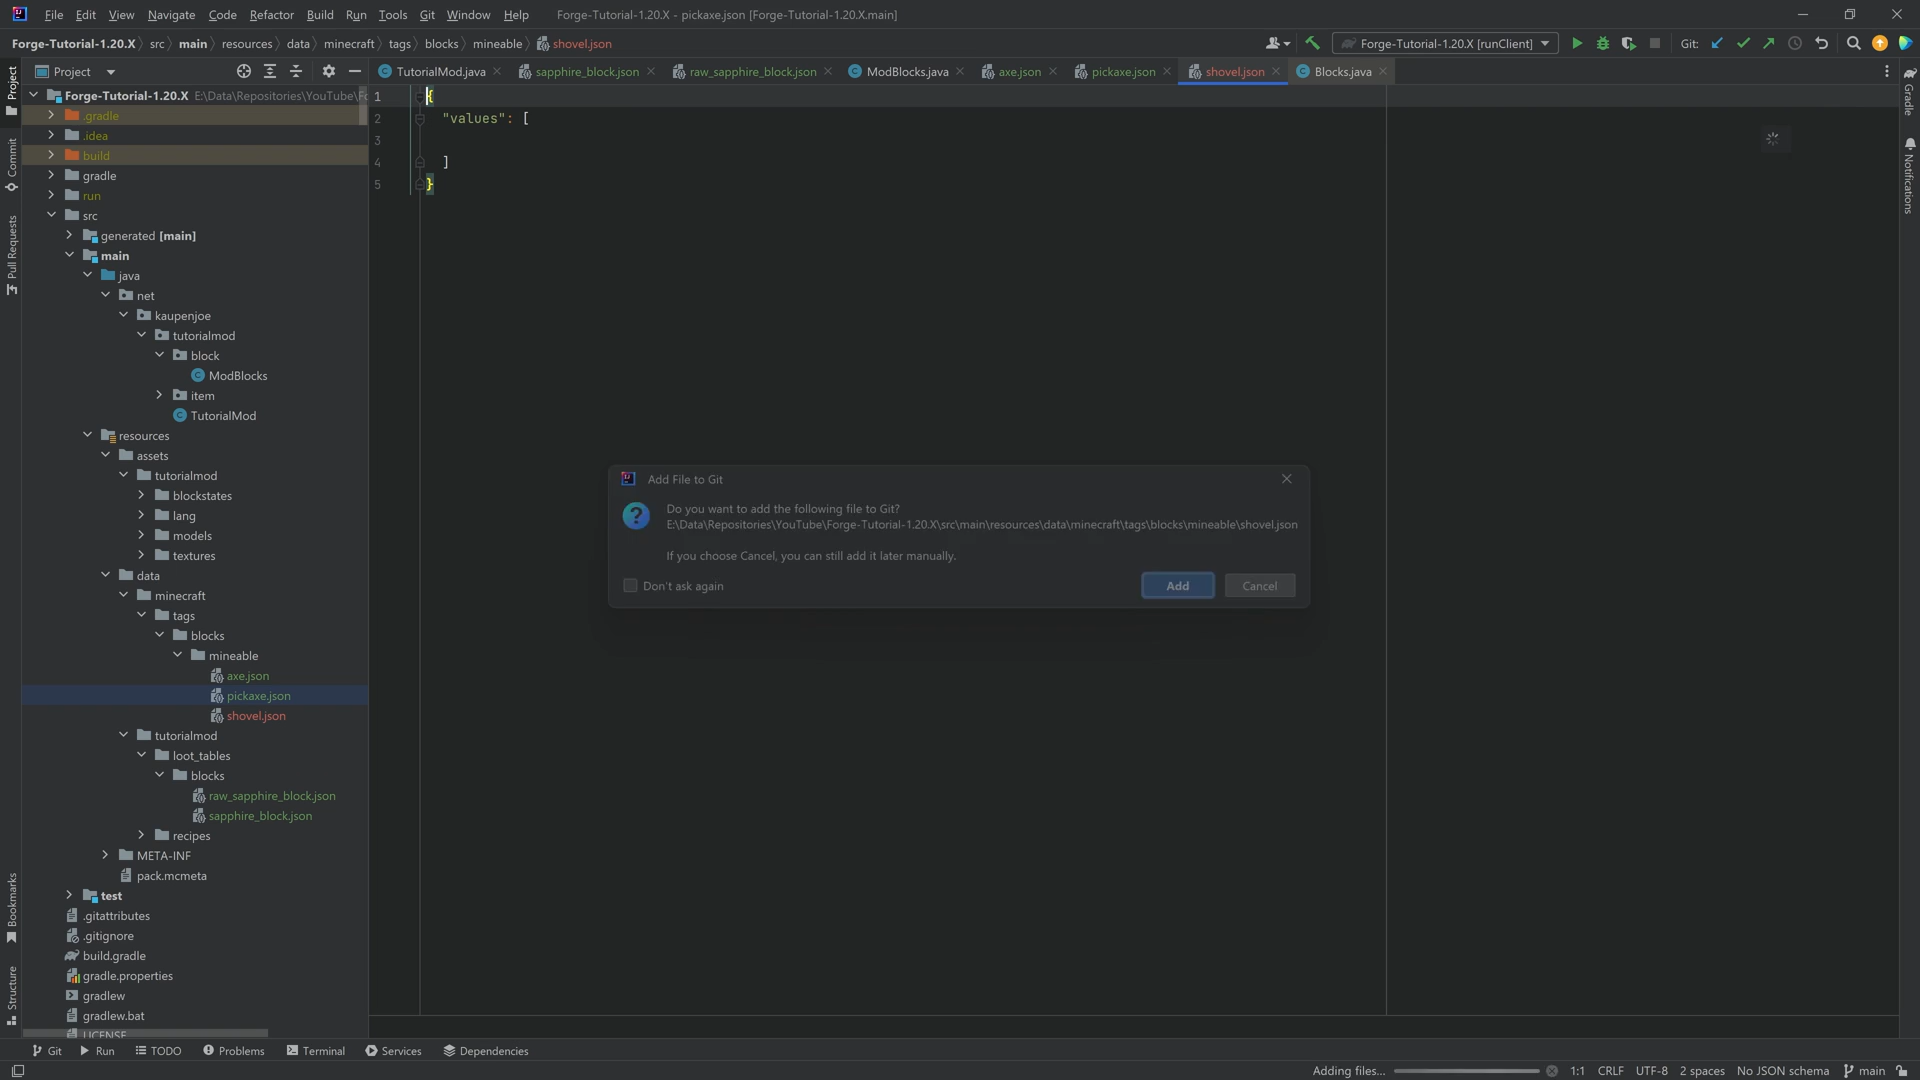 File Edit View Navigate Code Refactor Build Run Tools Git Window Help Forge-Tutorial-1.20.X - pickaxe.json [Forge-Tutorial-1.20.X.main]
Forge-Tutorial-1.20.X src main resources data minecraft tags blocks mineable shovel.json Forge-Tutorial-1.20.X [runClient] Git:
Project TutorialMod.java sapphire_block.json raw_sapphire_block.json ModBlocks.java axe.json pickaxe.json shovel.json Blocks.java
Project
Commit
Pull Requests
Bookmarks
Structure
Forge-Tutorial-1.20.X E:\Data\Repositories\YouTube\
.gradle
.idea
build
gradle
run
src
generated [main]
main
java
net
kaupenjoe
tutorialmod
block
ModBlocks
item
TutorialMod
resources
assets
tutorialmod
blockstates
lang
models
textures
data
minecraft
tags
blocks
mineable
axe.json
pickaxe.json
shovel.json
tutorialmod
loot_tables
blocks
raw_sapphire_block.json
sapphire_block.json
recipes
META-INF
pack.mcmeta
test
.gitattributes
.gitignore
build.gradle
gradle.properties
gradlew
gradlew.bat
LICENSE
1 {
2 "values": [
3
4 ]
5 }
Add File to Git
Do you want to add the following file to Git?
E:\Data\Repositories\YouTube\Forge-Tutorial-1.20.X\src\main\resources\data\minecraft\tags\blocks\mineable\shovel.json
If you choose Cancel, you can still add it later manually.
Don't ask again Add Cancel
Gradle
Notifications
Git Run TODO Problems Terminal Services Dependencies
Adding files... 1:1 CRLF UTF-8 2 spaces No JSON schema main